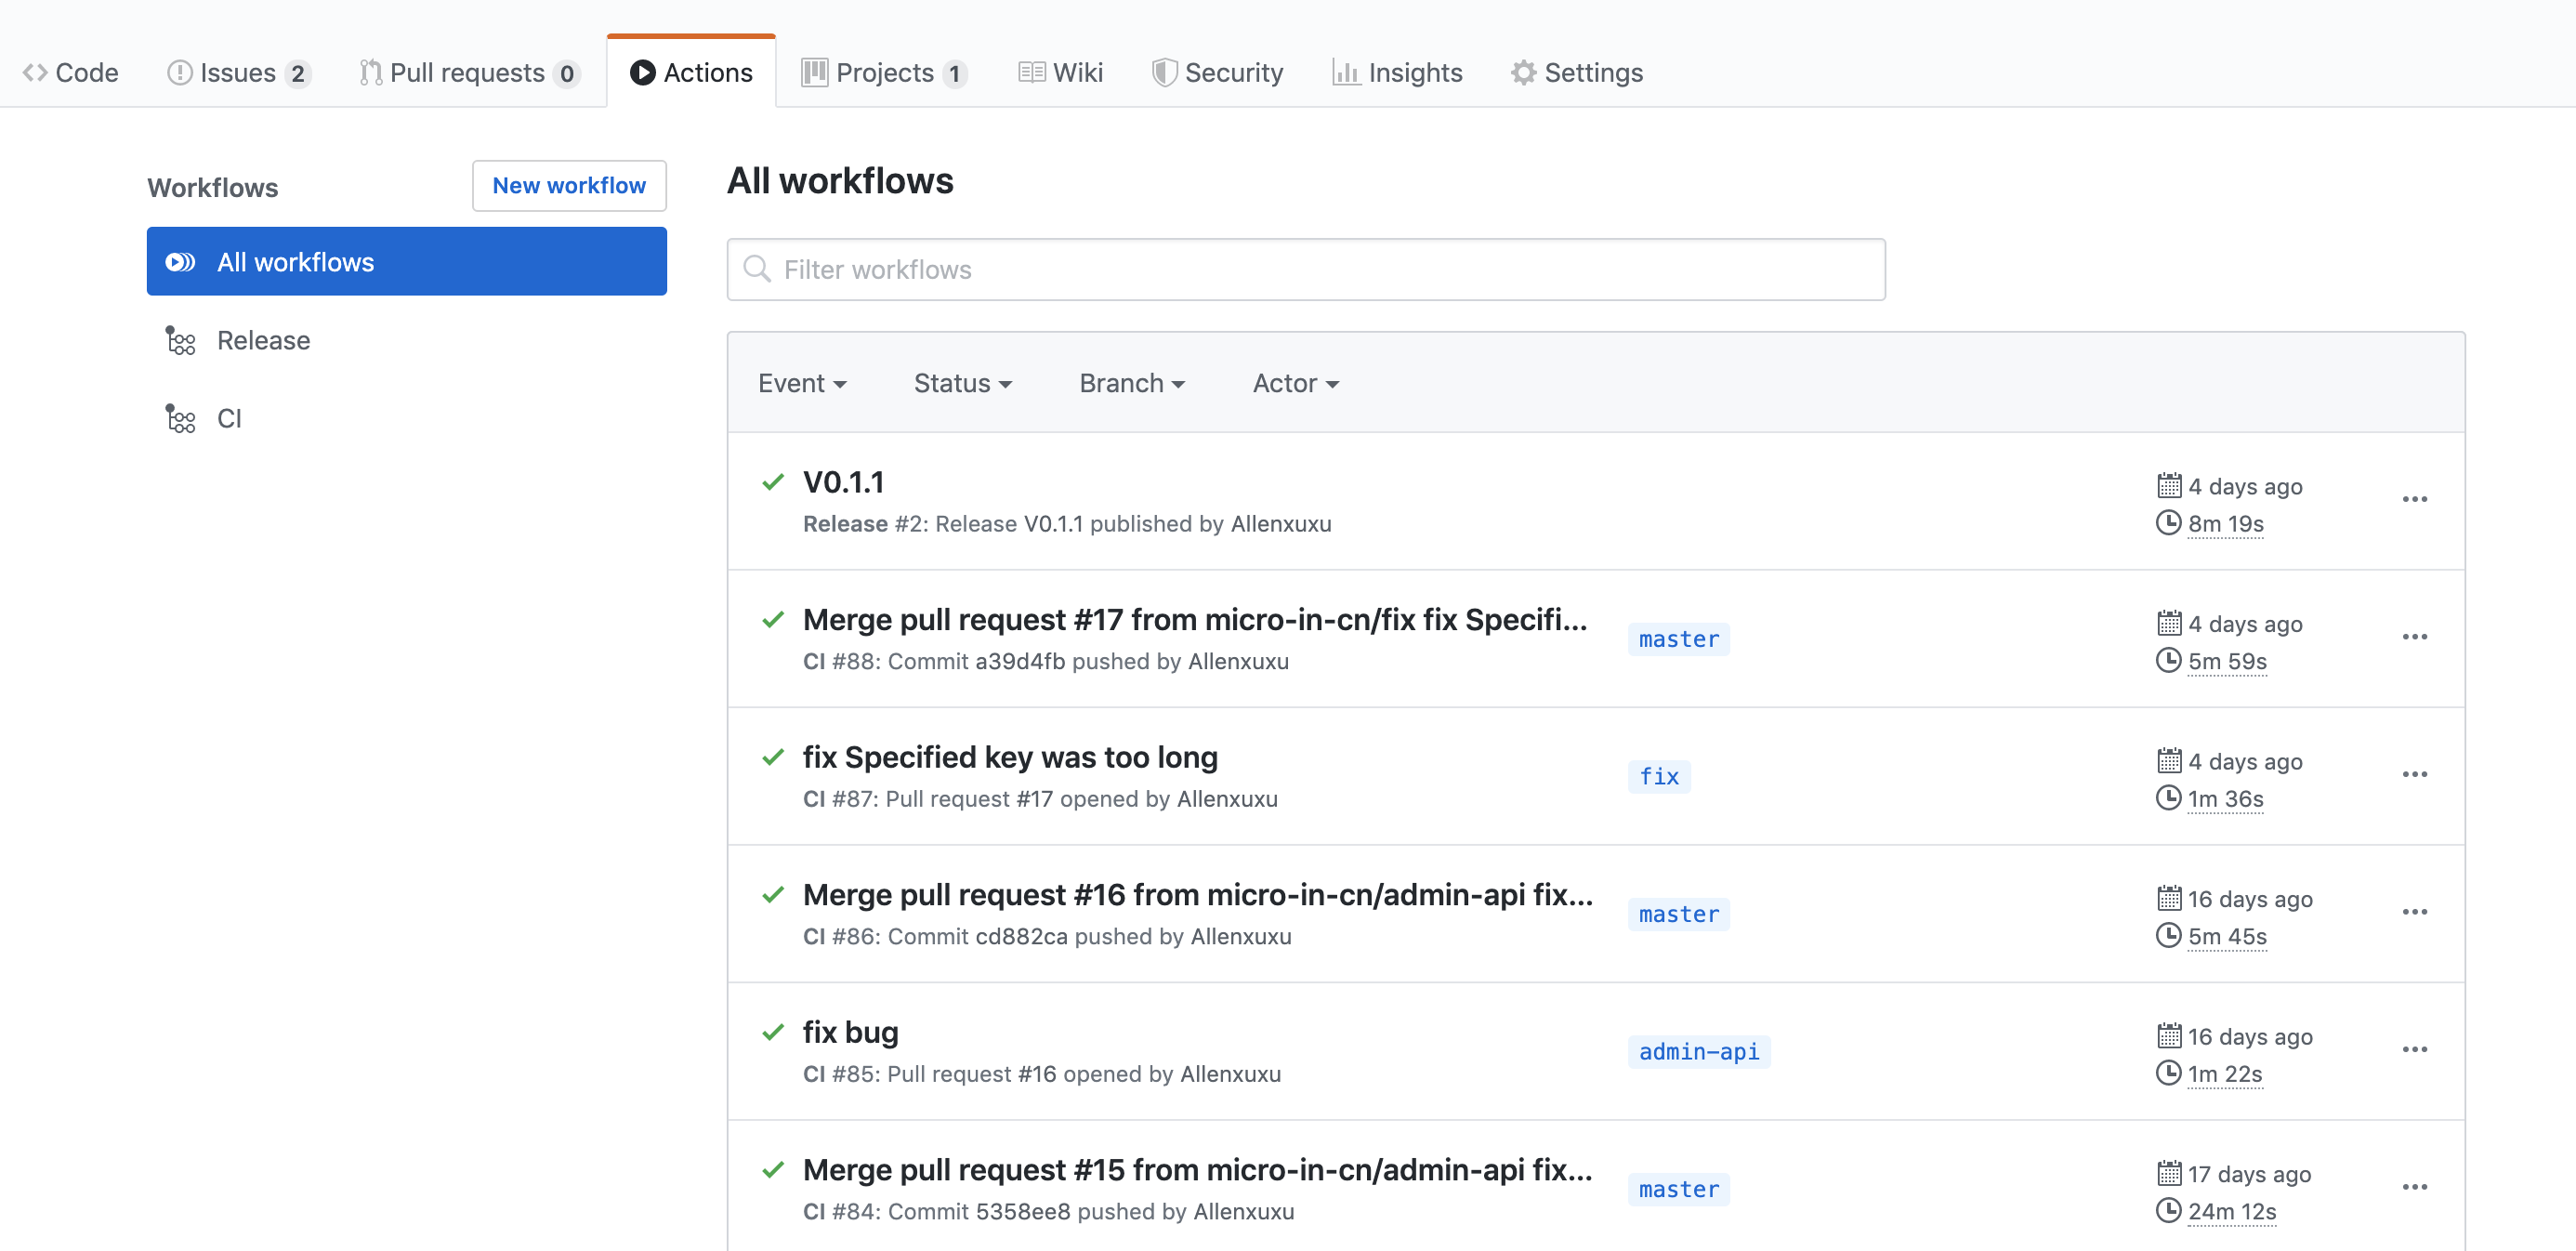 Code Issues 2 Pull requests 0 Actions Projects 1 Wiki Security Insights Settings
Workflows
New workflow
All workflows
Release
CI
All workflows
Filter workflows
Event Status Branch Actor
V0.1.1
Release #2: Release V0.1.1 published by Allenxuxu
4 days ago
8m 19s
Merge pull request #17 from micro-in-cn/fix fix Specifi...
CI #88: Commit a39d4fb pushed by Allenxuxu
master
4 days ago
5m 59s
fix Specified key was too long
CI #87: Pull request #17 opened by Allenxuxu
fix
4 days ago
1m 36s
Merge pull request #16 from micro-in-cn/admin-api fix...
CI #86: Commit cd882ca pushed by Allenxuxu
master
16 days ago
5m 45s
fix bug
CI #85: Pull request #16 opened by Allenxuxu
admin-api
16 days ago
1m 22s
Merge pull request #15 from micro-in-cn/admin-api fix...
CI #84: Commit 5358ee8 pushed by Allenxuxu
master
17 days ago
24m 12s